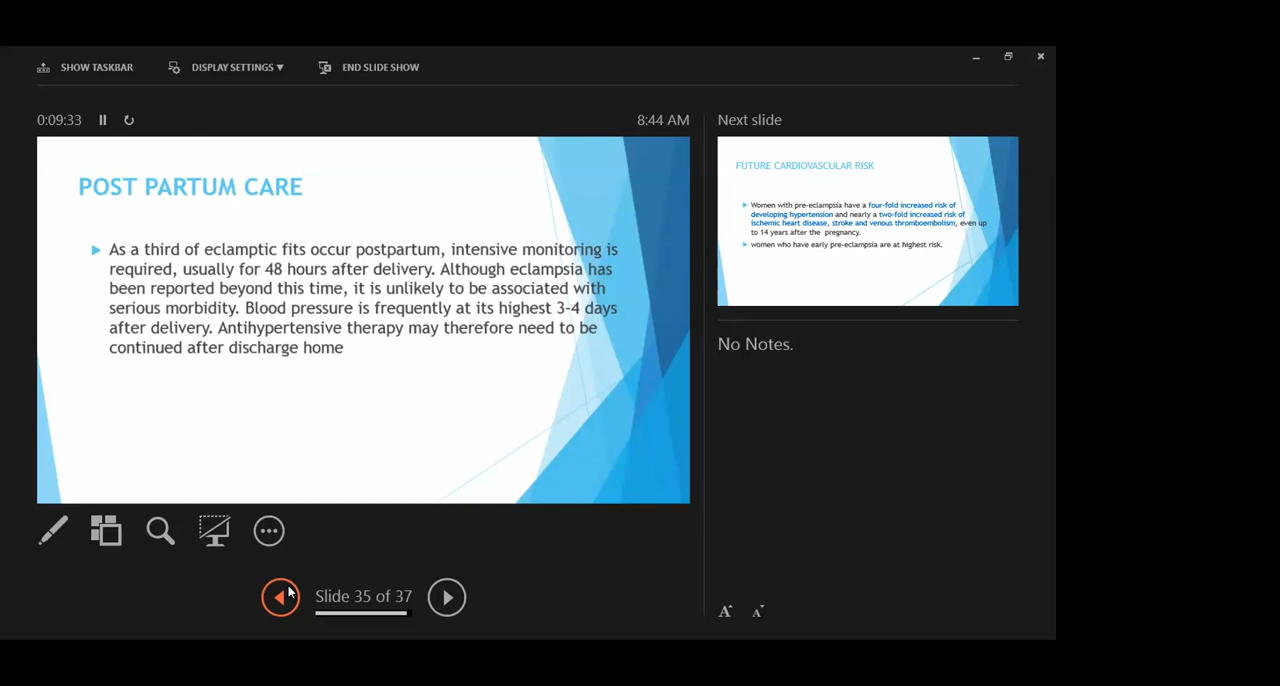 SHOW TASKBAR DISPLAY SETTINGS ▼ END SLIDE SHOW
0:09:33 8:44 AM
POST PARTUM CARE
As a third of eclamptic fits occur postpartum, intensive monitoring is
required, usually for 48 hours after delivery. Although eclampsia has
been reported beyond this time, it is unlikely to be associated with
serious morbidity. Blood pressure is frequently at its highest 3-4 days
after delivery. Antihypertensive therapy may therefore need to be
continued after discharge home
Slide 35 of 37
Next slide
FUTURE CARDIOVASCULAR RISK
Women with pre-eclampsia have a four-fold increased risk of
developing hypertension and nearly a two-fold increased risk of
ischemic heart disease, stroke and venous thromboembolism, even up
to 14 years after the pregnancy.
women who have early pre-eclampsia are at highest risk.
No Notes.
A A